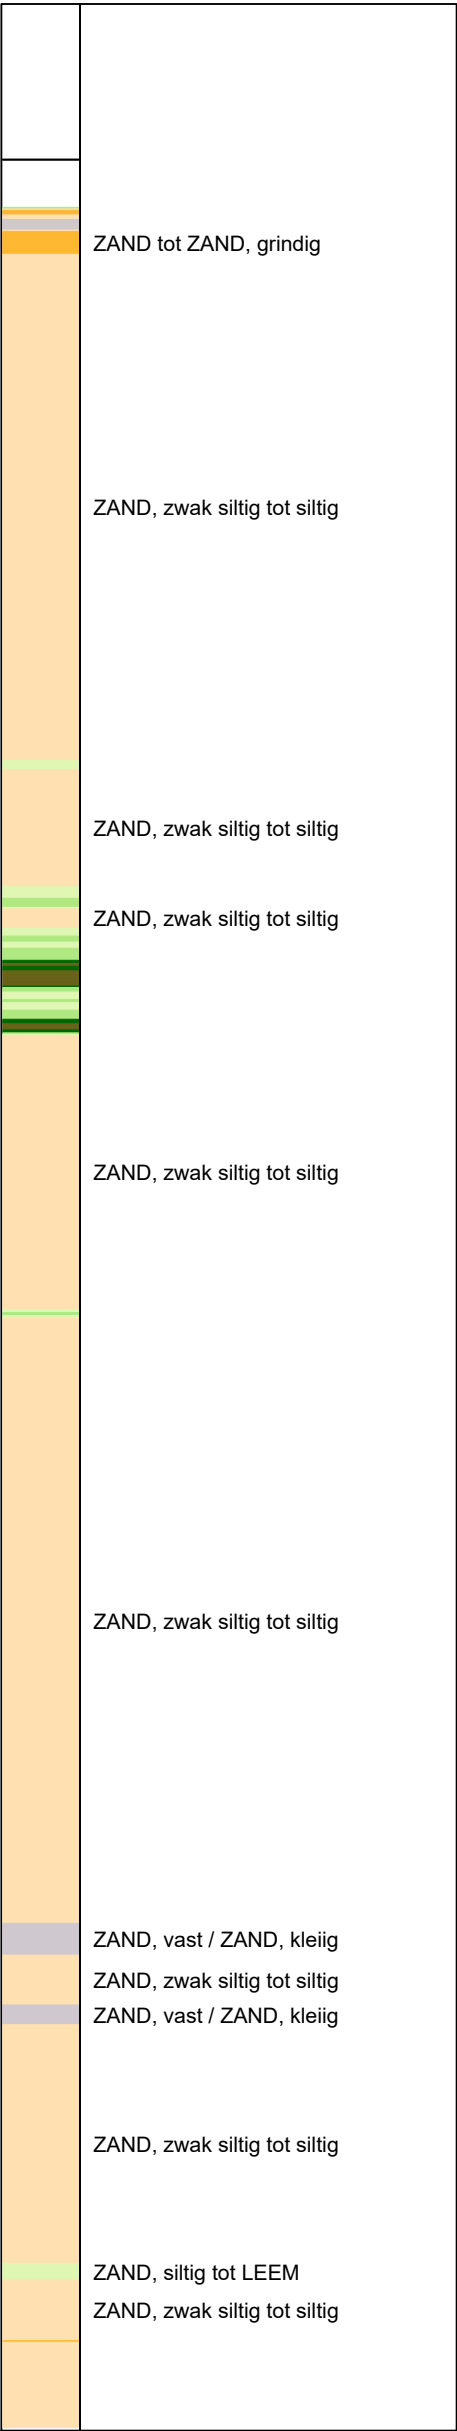 ZAND tot ZAND, grindig
ZAND, zwak siltig tot siltig
ZAND, zwak siltig tot siltig
ZAND, zwak siltig tot siltig
ZAND, zwak siltig tot siltig
ZAND, zwak siltig tot siltig
ZAND, vast / ZAND, kleiig
ZAND, zwak siltig tot siltig
ZAND, vast / ZAND, kleiig
ZAND, zwak siltig tot siltig
ZAND, siltig tot LEEM
ZAND, zwak siltig tot siltig